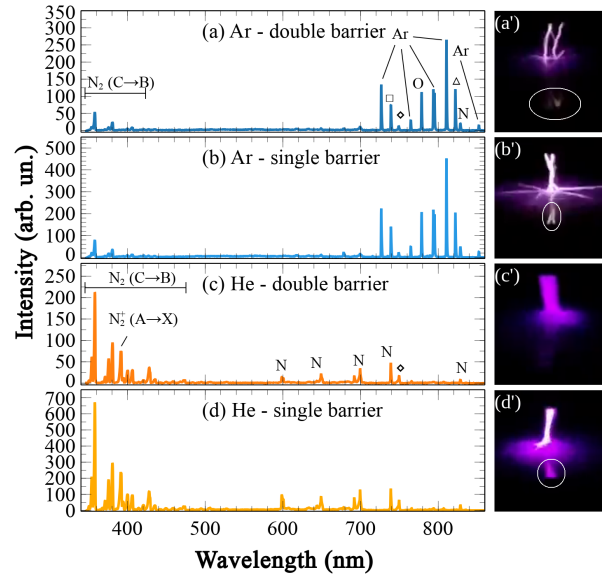 Intensity (arb. un.)
350
300
250
200
150
100
50
0
(a) Ar - double barrier
N₂ (C→B)
Ar
Ar
□
◇
O
△
N
(a')
500
400
300
200
100
0
(b) Ar - single barrier
(b')
250
200
150
100
50
0
N₂ (C→B)
(c) He - double barrier
N₂⁺ (A→X)
N
N
N
N
◇
N
(c')
700
600
500
400
300
200
100
0
(d) He - single barrier
(d')
400
500
600
700
800
Wavelength (nm)